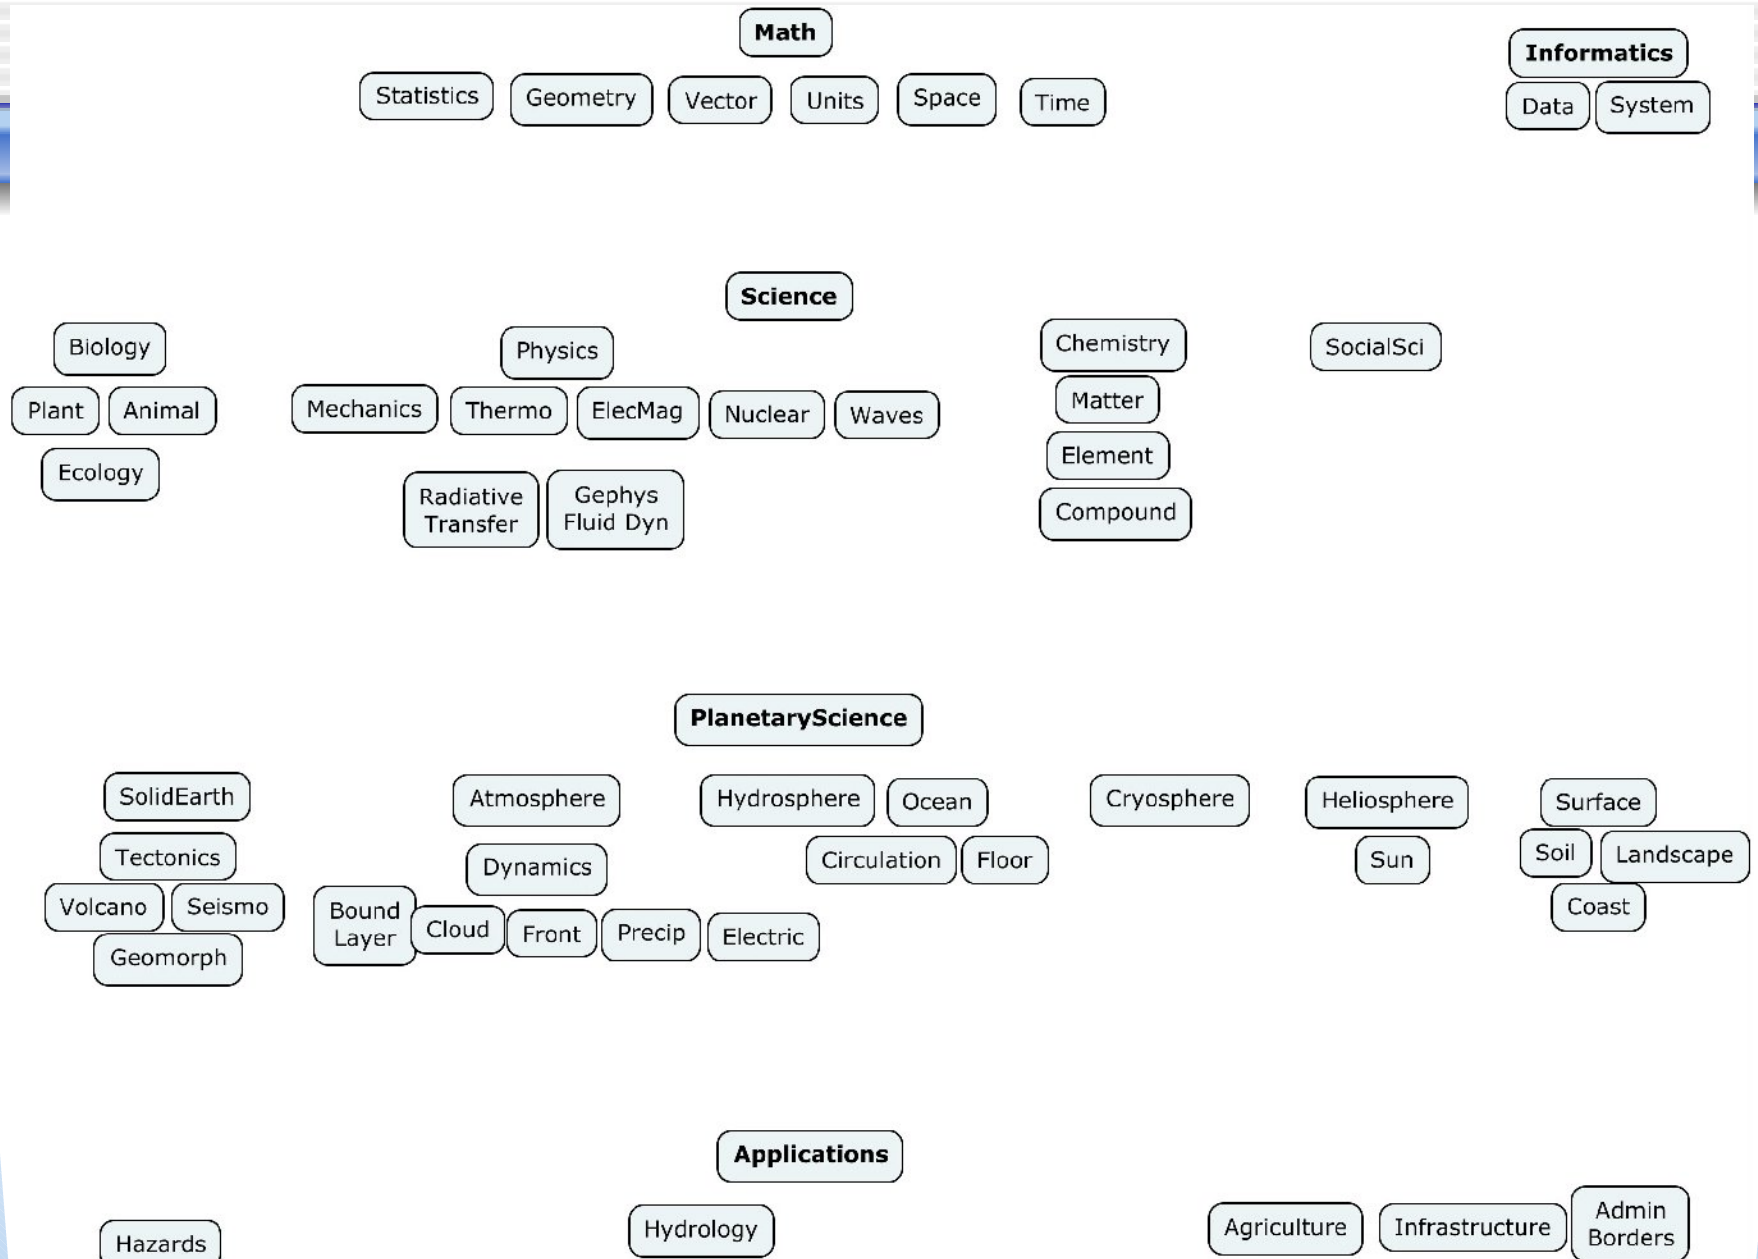 Math
Informatics
Statistics
Geometry
Vector
Units
Space
Time
Data
System
Science
Biology
Physics
Chemistry
SocialSci
Plant
Animal
Mechanics
Thermo
ElecMag
Nuclear
Waves
Matter
Ecology
Element
Radiative
Transfer
Gephys
Fluid Dyn
Compound
PlanetaryScience
SolidEarth
Atmosphere
Hydrosphere
Ocean
Cryosphere
Heliosphere
Surface
Tectonics
Dynamics
Circulation
Floor
Sun
Soil
Landscape
Volcano
Seismo
Bound
Layer
Cloud
Front
Precip
Electric
Coast
Geomorph
Applications
Hazards
Hydrology
Agriculture
Infrastructure
Admin
Borders